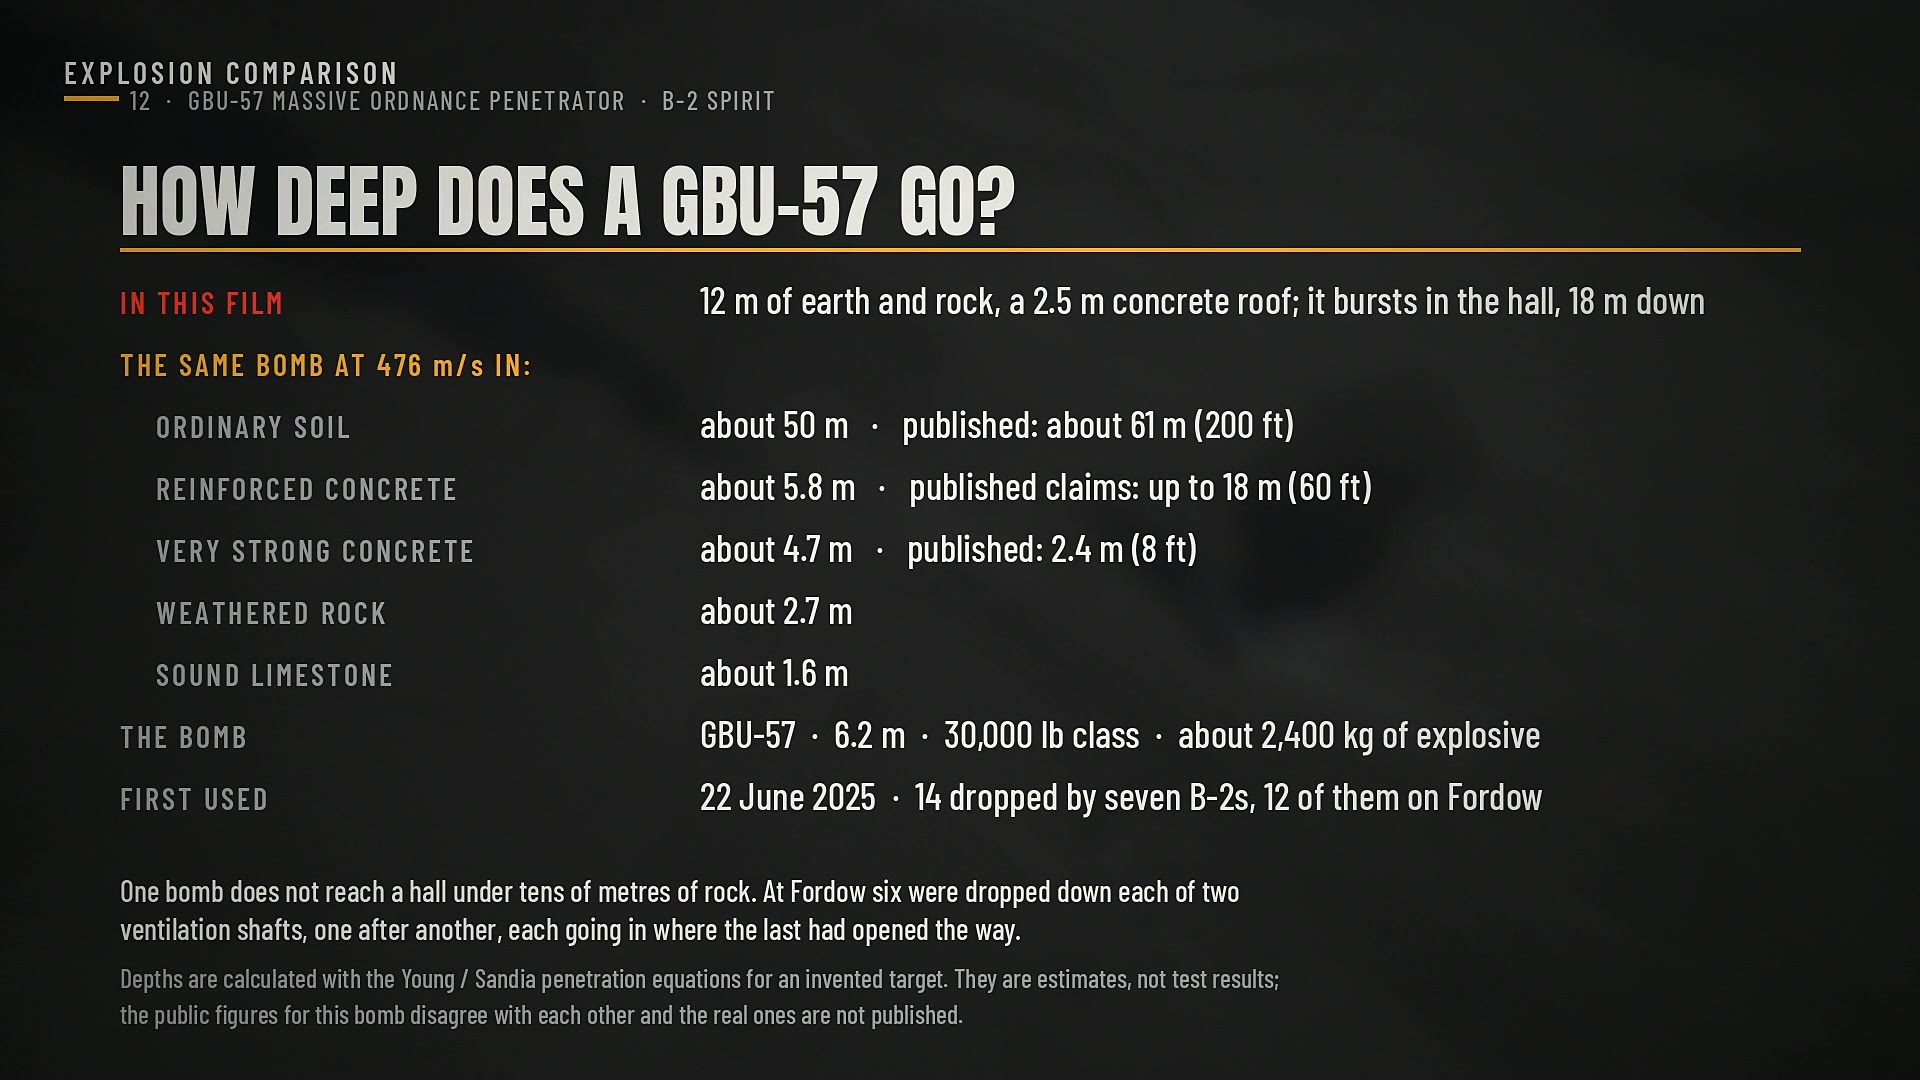 EXPLOSION COMPARISON
12 · GBU-57 MASSIVE ORDNANCE PENETRATOR · B-2 SPIRIT
HOW DEEP DOES A GBU-57 GO?
IN THIS FILM 12 m of earth and rock, a 2.5 m concrete roof; it bursts in the hall, 18 m down
THE SAME BOMB AT 476 m/s IN:
ORDINARY SOIL about 50 m · published: about 61 m (200 ft)
REINFORCED CONCRETE about 5.8 m · published claims: up to 18 m (60 ft)
VERY STRONG CONCRETE about 4.7 m · published: 2.4 m (8 ft)
WEATHERED ROCK about 2.7 m
SOUND LIMESTONE about 1.6 m
THE BOMB GBU-57 · 6.2 m · 30,000 lb class · about 2,400 kg of explosive
FIRST USED 22 June 2025 · 14 dropped by seven B-2s, 12 of them on Fordow
One bomb does not reach a hall under tens of metres of rock. At Fordow six were dropped down each of two
ventilation shafts, one after another, each going in where the last had opened the way.
Depths are calculated with the Young / Sandia penetration equations for an invented target. They are estimates, not test results;
the public figures for this bomb disagree with each other and the real ones are not published.